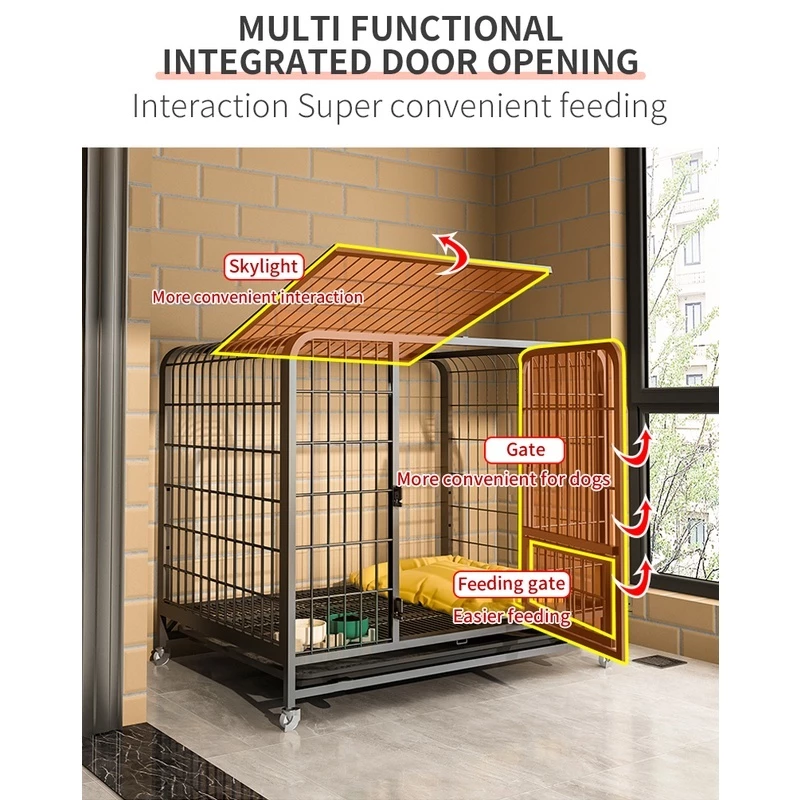 MULTI FUNCTIONAL
INTEGRATED DOOR OPENING
Interaction Super convenient feeding
Skylight
More convenient interaction
Gate
More convenient for dogs
Feeding gate
Easier feeding